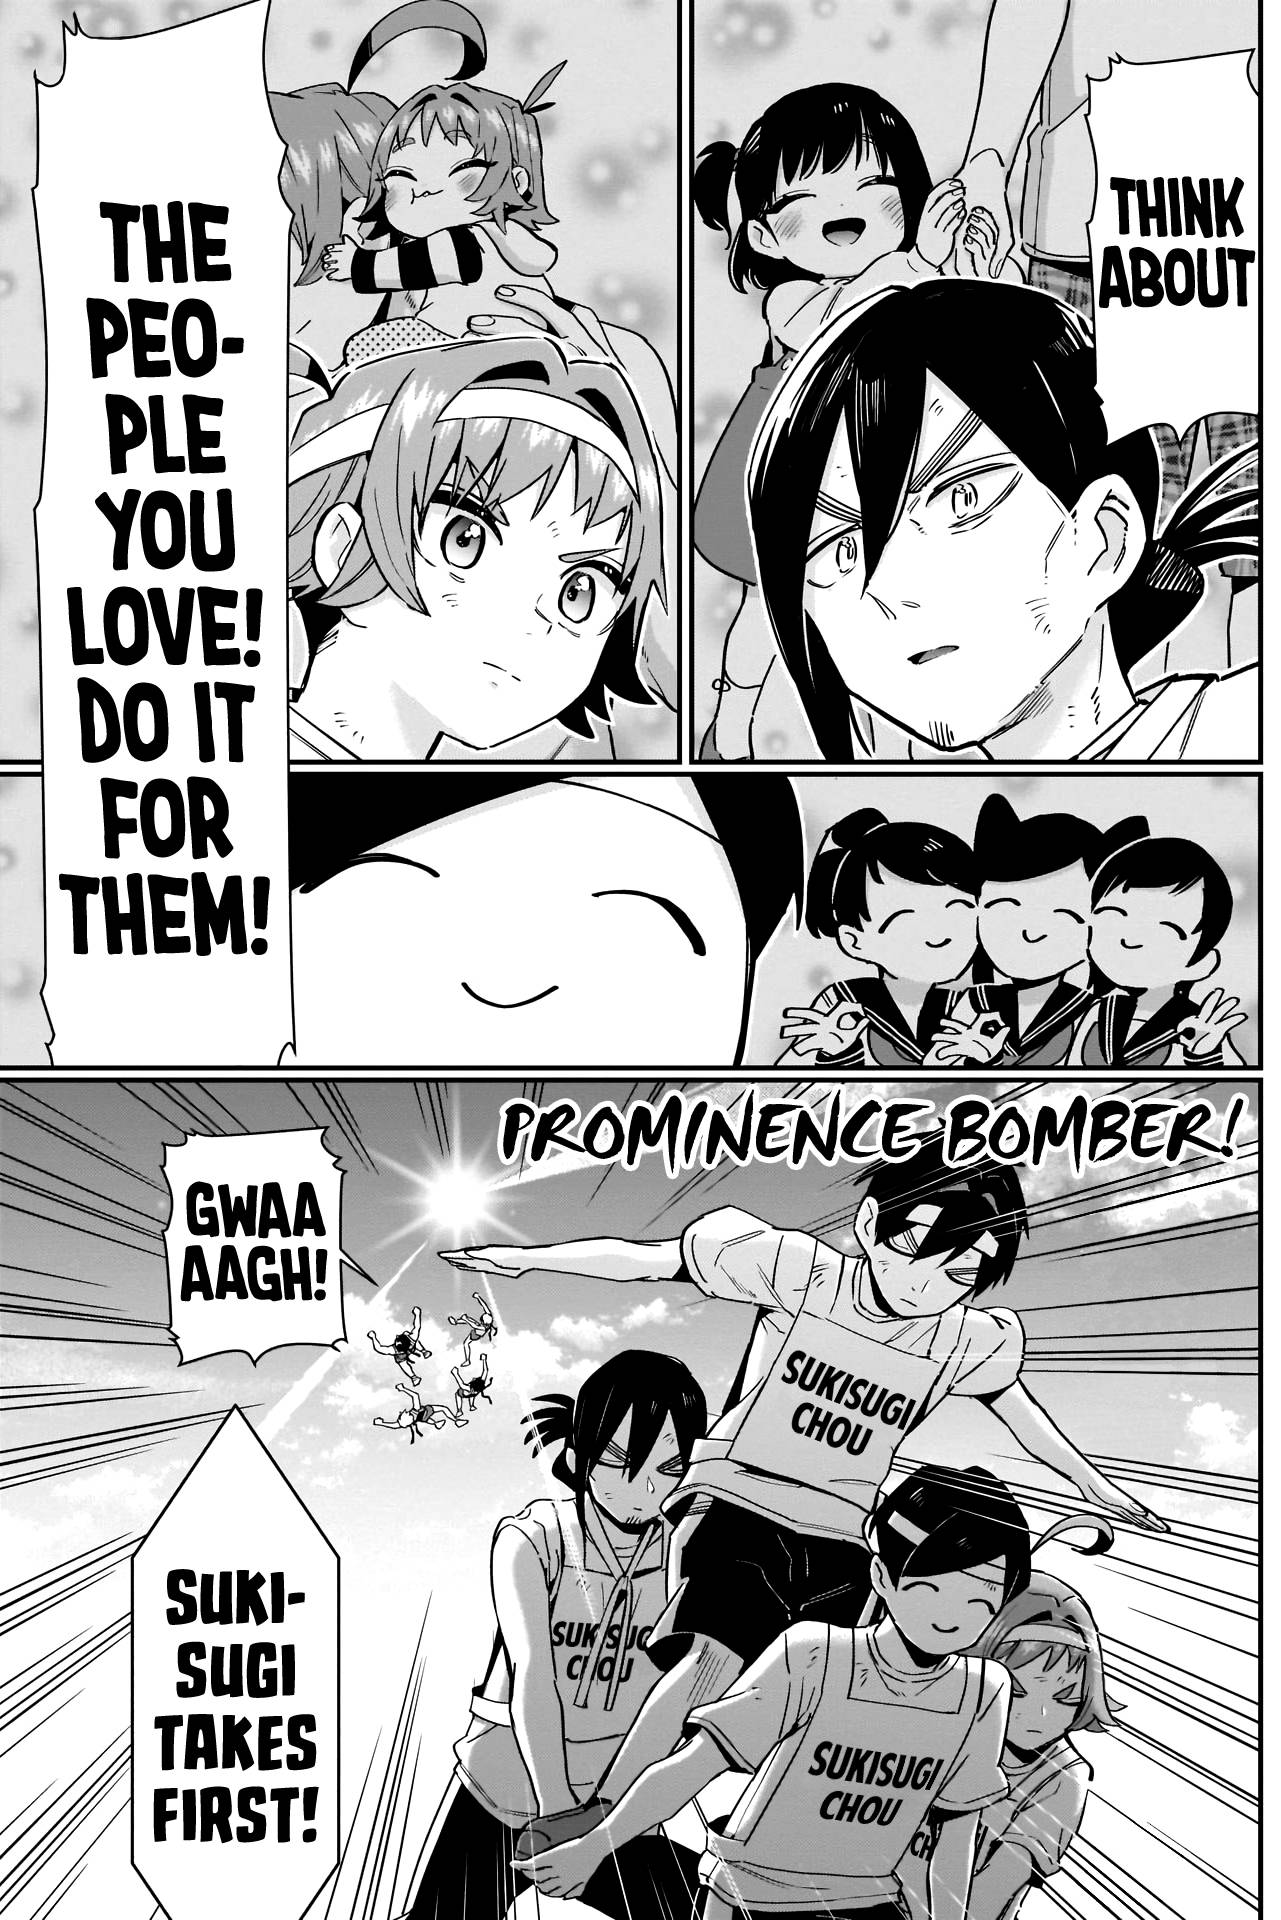 THINK
ABOUT
THE
PEO-
PLE
YOU
LOVE!
DO IT
FOR
THEM!
PROMINENCE BOMBER!
GWAA
AAGH!
SUKISUGI
CHOU
SUKISUGI
CHOU
SUKISUGI
CHOU
CH
SUKI-
SUGI
TAKES
FIRST!